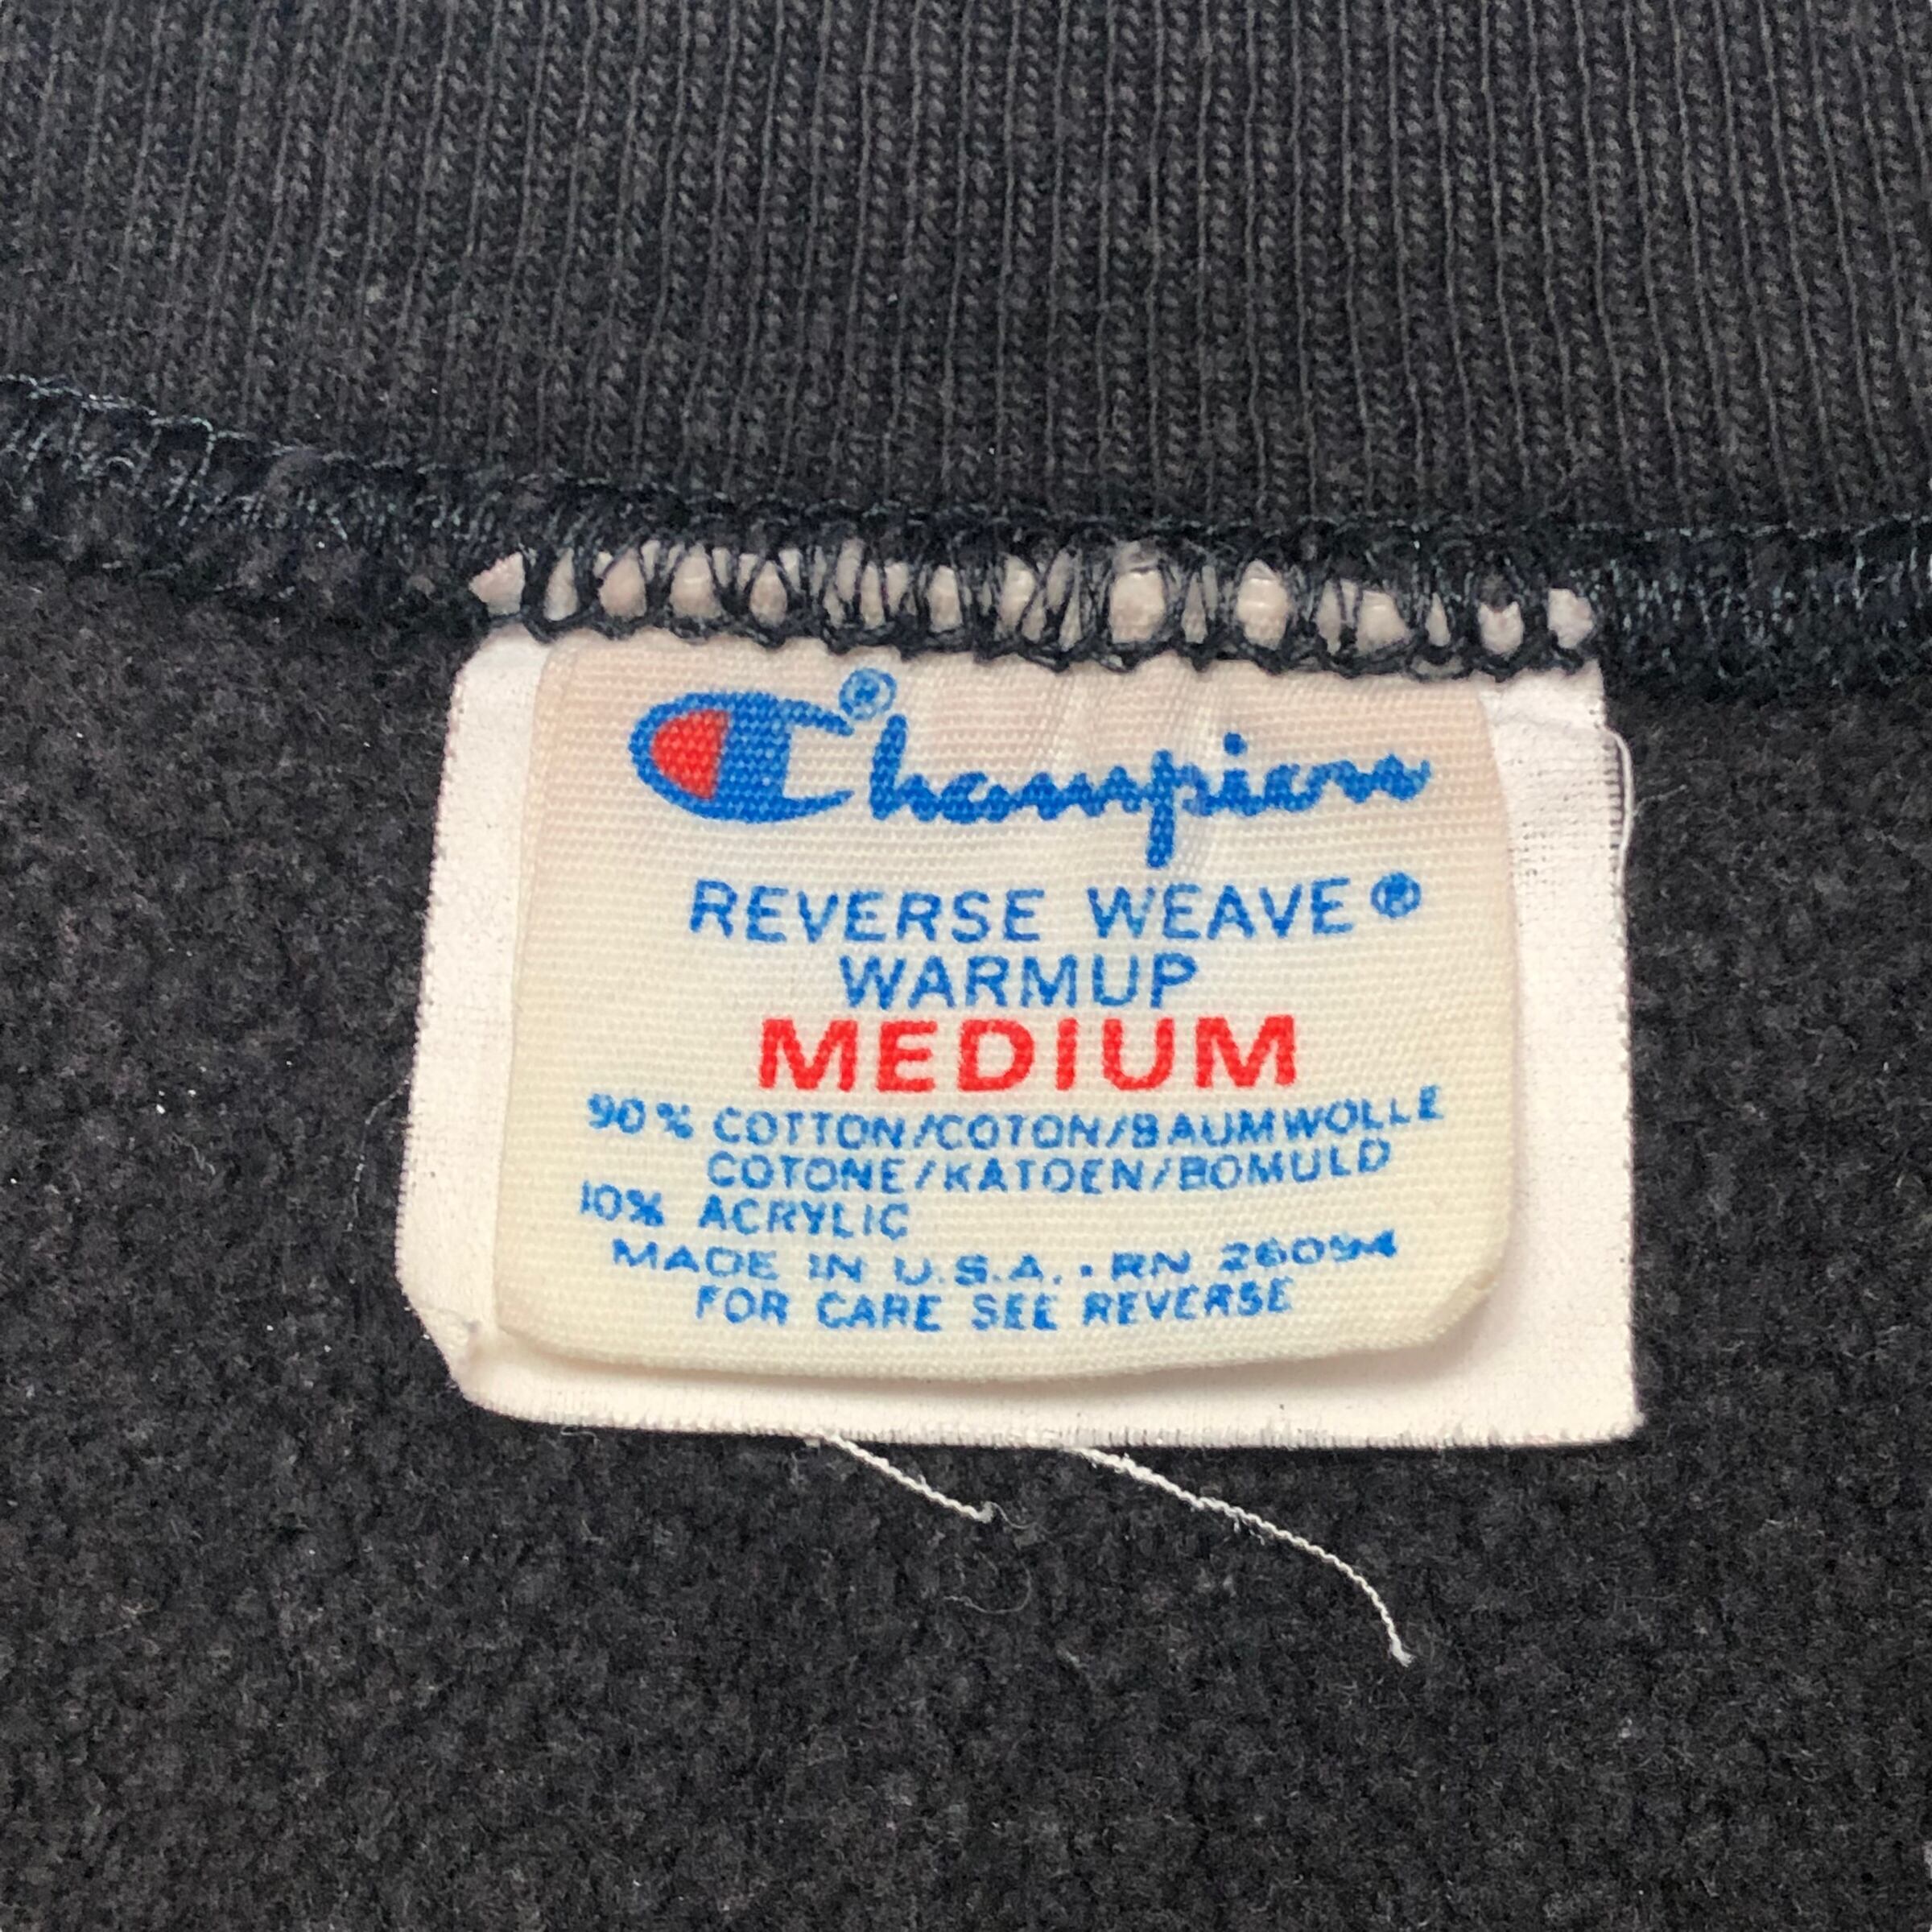 Champion®
REVERSE WEAVE®
WARMUP
MEDIUM
90% COTTON/COTON/BAUMWOLLE
COTONE/KATOEN/BOMULD
10% ACRYLIC
MADE IN U.S.A. · RN 26094
FOR CARE SEE REVERSE